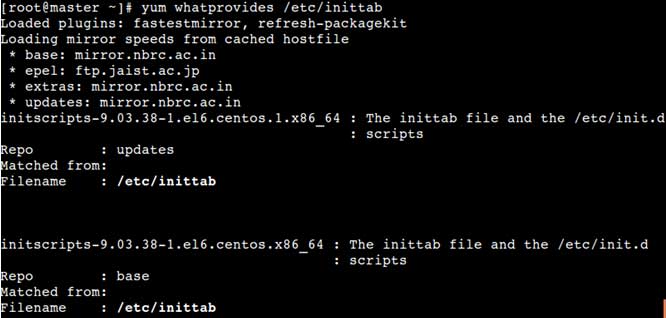 [root@master ~]# yum whatprovides /etc/inittab
Loaded plugins: fastestmirror, refresh-packagekit
Loading mirror speeds from cached hostfile
 * base: mirror.nbrc.ac.in
 * epel: ftp.jaist.ac.jp
 * extras: mirror.nbrc.ac.in
 * updates: mirror.nbrc.ac.in
initscripts-9.03.38-1.el6.centos.1.x86_64 : The inittab file and the /etc/init.d
                                          : scripts
Repo        : updates
Matched from:
Filename    : /etc/inittab
initscripts-9.03.38-1.el6.centos.x86_64 : The inittab file and the /etc/init.d
                                        : scripts
Repo        : base
Matched from:
Filename    : /etc/inittab